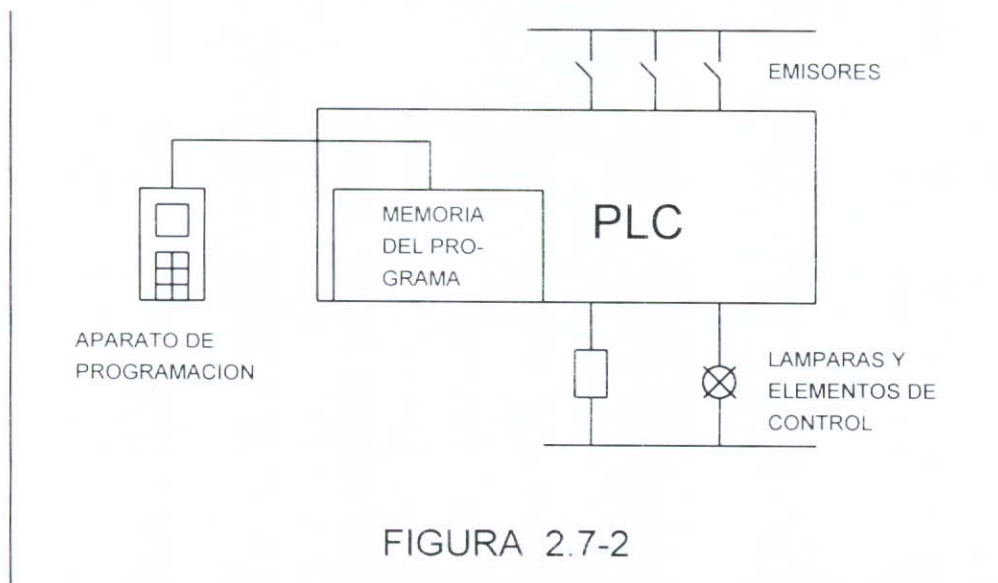 EMISORES
PLC
MEMORIA
DEL PRO-
GRAMA
APARATO DE
PROGRAMACION
LAMPARAS Y
ELEMENTOS DE
CONTROL
FIGURA 2.7-2